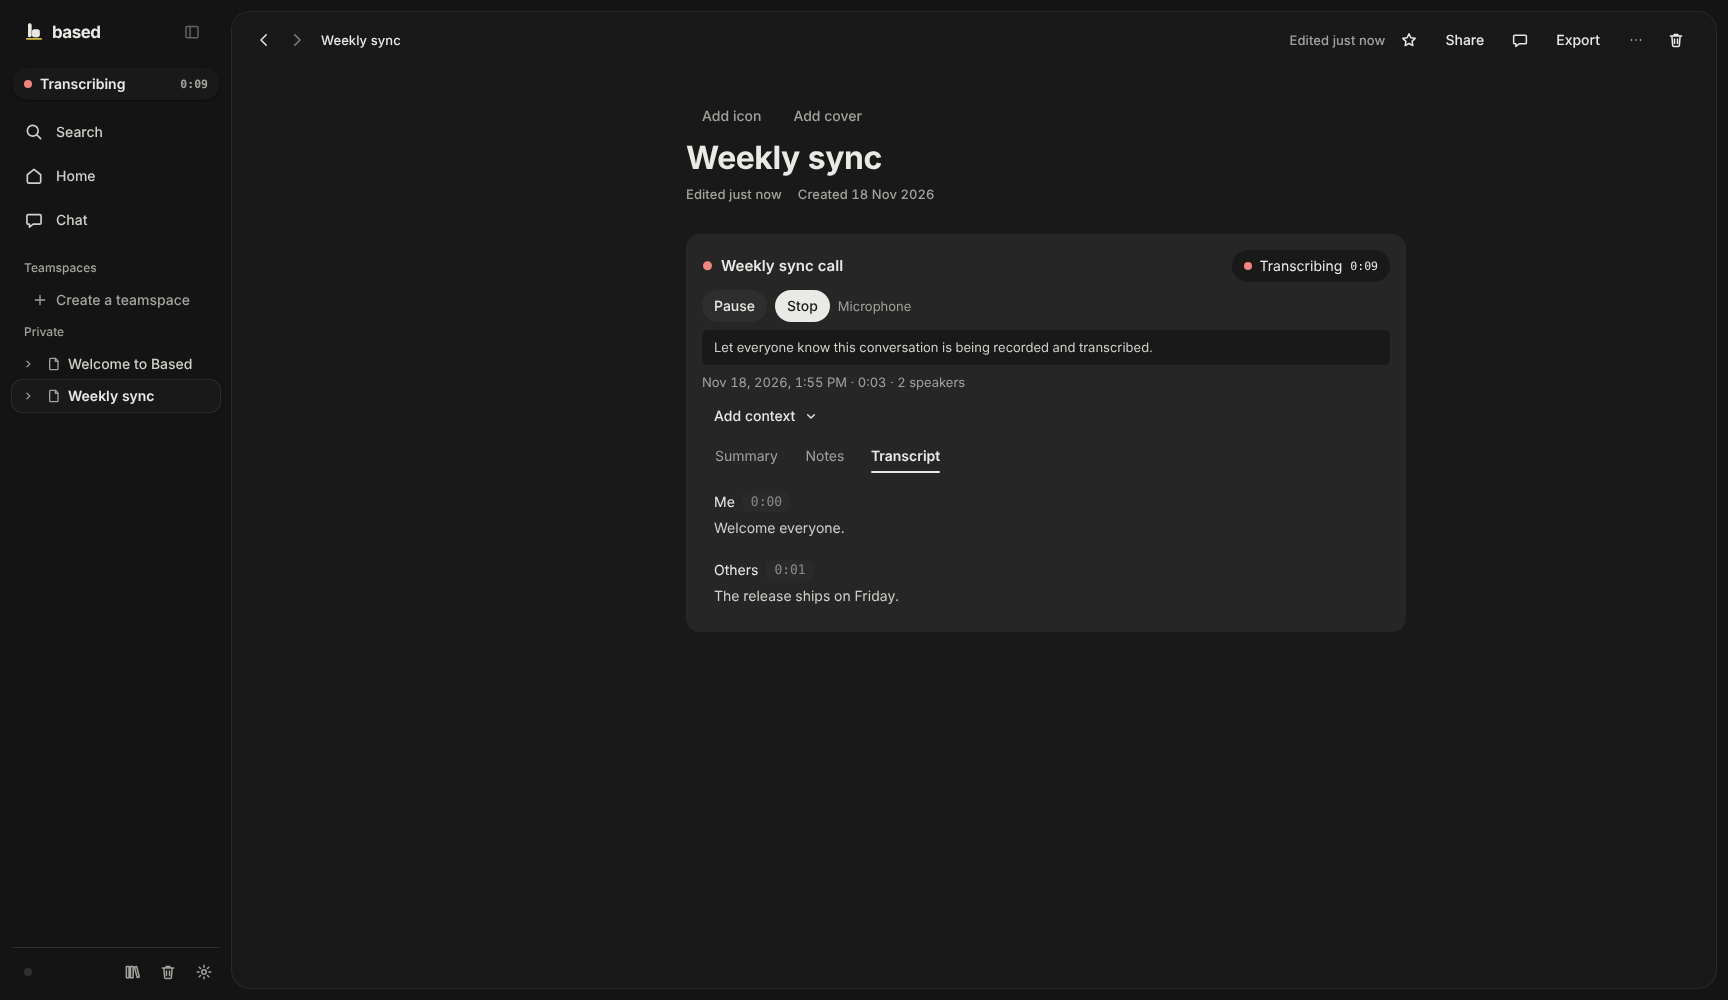 based
Transcribing 0:09
Search
Home
Chat
Teamspaces
Create a teamspace
Private
Welcome to Based
Weekly sync
Weekly sync
Edited just now
Share
Export
Add icon Add cover
Weekly sync
Edited just now Created 18 Nov 2026
Weekly sync call
Transcribing 0:09
Pause Stop Microphone
Let everyone know this conversation is being recorded and transcribed.
Nov 18, 2026, 1:55 PM · 0:03 · 2 speakers
Add context
Summary Notes Transcript
Me 0:00
Welcome everyone.
Others 0:01
The release ships on Friday.